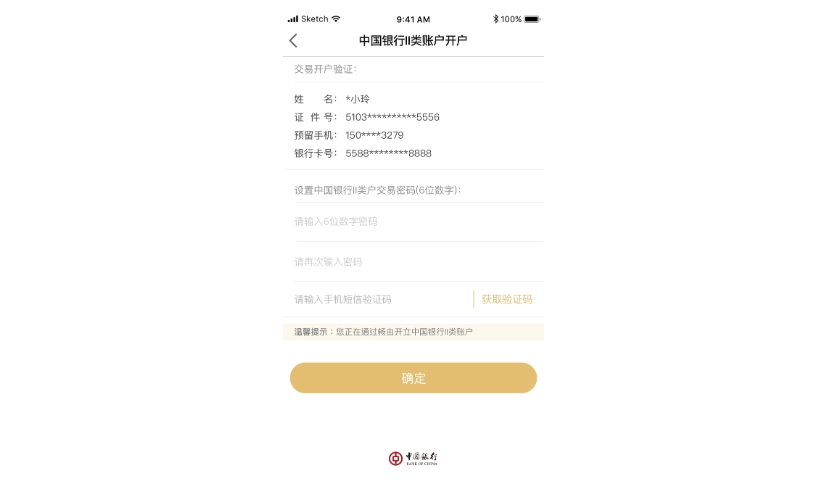 Sketch 9:41 AM 100%
中国银行II类账户开户
交易开户验证：
姓 名： *小玲
证 件 号： 5103**********5556
预留手机： 150****3279
银行卡号： 5588********8888
设置中国银行II类户交易密码(6位数字)：
请输入6位数字密码
请再次输入密码
请输入手机短信验证码 获取验证码
温馨提示：您正在通过畅由开立中国银行II类账户
确定
中国银行
BANK OF CHINA